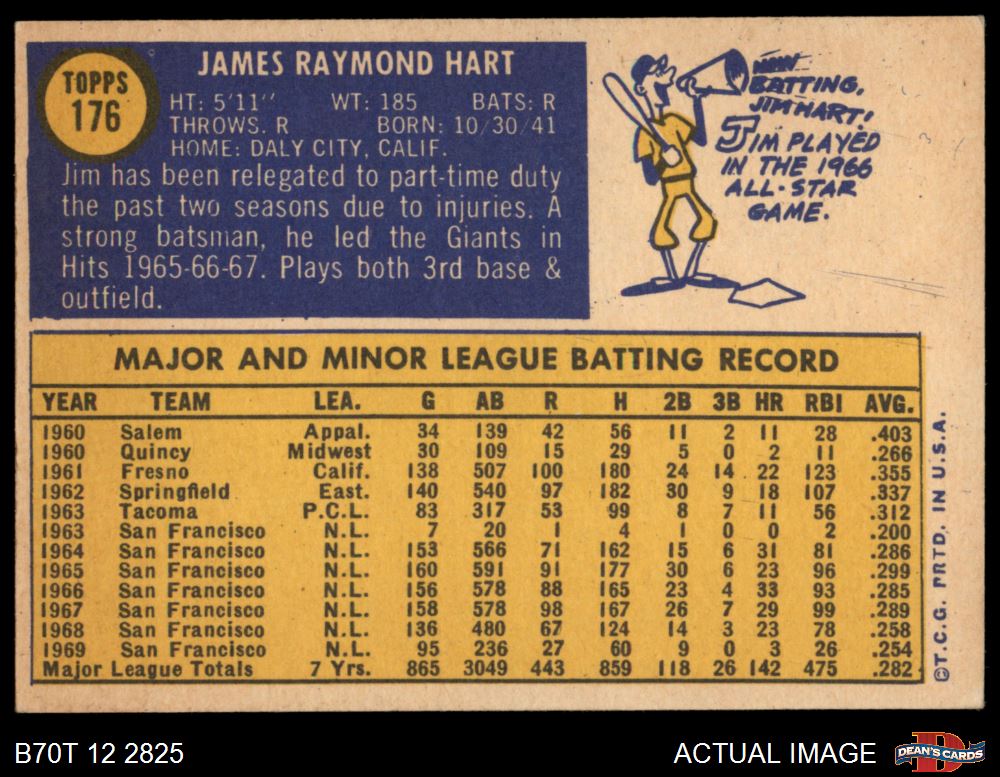 TOPPS
176
JAMES RAYMOND HART
HT: 5'11" WT: 185 BATS: R
THROWS. R BORN: 10/30/41
HOME: DALY CITY, CALIF.
Jim has been relegated to part-time duty
the past two seasons due to injuries. A
strong batsman, he led the Giants in
Hits 1965-66-67. Plays both 3rd base &
outfield.
NOW
BATTING,
JIM HART!
JIM PLAYED
IN THE 1966
ALL-STAR
GAME.
MAJOR AND MINOR LEAGUE BATTING RECORD
YEAR TEAM LEA. G AB R H 2B 3B HR RBI AVG.
1960 Salem Appal. 34 139 42 56 11 2 11 28 .403
1960 Quincy Midwest 30 109 15 29 5 0 2 11 .266
1961 Fresno Calif. 138 507 100 180 24 14 22 123 .355
1962 Springfield East. 140 540 97 182 30 9 18 107 .337
1963 Tacoma P.C.L. 83 317 53 99 8 7 11 56 .312
1963 San Francisco N.L. 7 20 1 4 1 0 0 2 .200
1964 San Francisco N.L. 153 566 71 162 15 6 31 81 .286
1965 San Francisco N.L. 160 591 91 177 30 6 23 96 .299
1966 San Francisco N.L. 156 578 88 165 23 4 33 93 .285
1967 San Francisco N.L. 158 578 98 167 26 7 29 99 .289
1968 San Francisco N.L. 136 480 67 124 14 3 23 78 .258
1969 San Francisco N.L. 95 236 27 60 9 0 3 26 .254
Major League Totals 7 Yrs. 865 3049 443 859 118 26 142 475 .282
©T.C.G. PRTD. IN U.S.A.
B70T 12 2825
ACTUAL IMAGE
DEAN'S CARDS